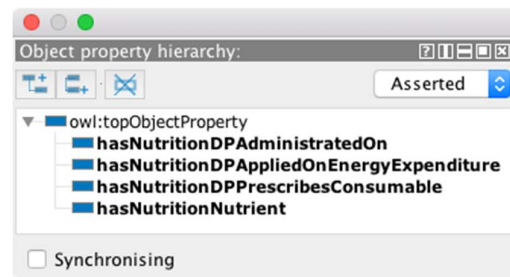 Object property hierarchy:
Asserted
owl:topObjectProperty
hasNutritionDPAdministratedOn
hasNutritionDPAppliedOnEnergyExpenditure
hasNutritionDPPrescribesConsumable
hasNutritionNutrient
Synchronising